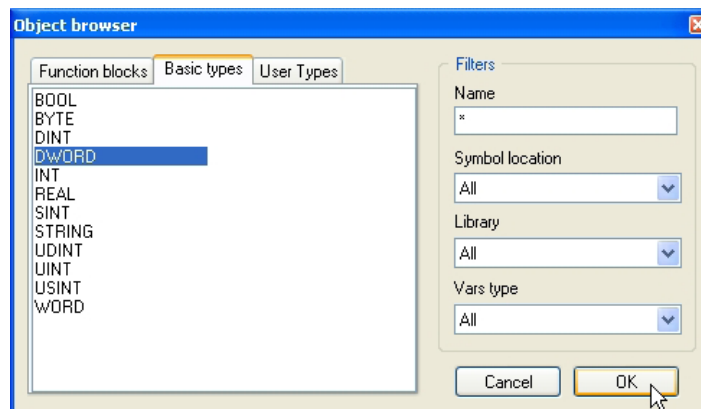 Object browser
Function blocks
Basic types
User Types
BOOL
BYTE
DINT
DWORD
INT
REAL
SINT
STRING
UDINT
UINT
USINT
WORD
Filters
Name
*
Symbol location
All
Library
All
Vars type
All
Cancel
OK